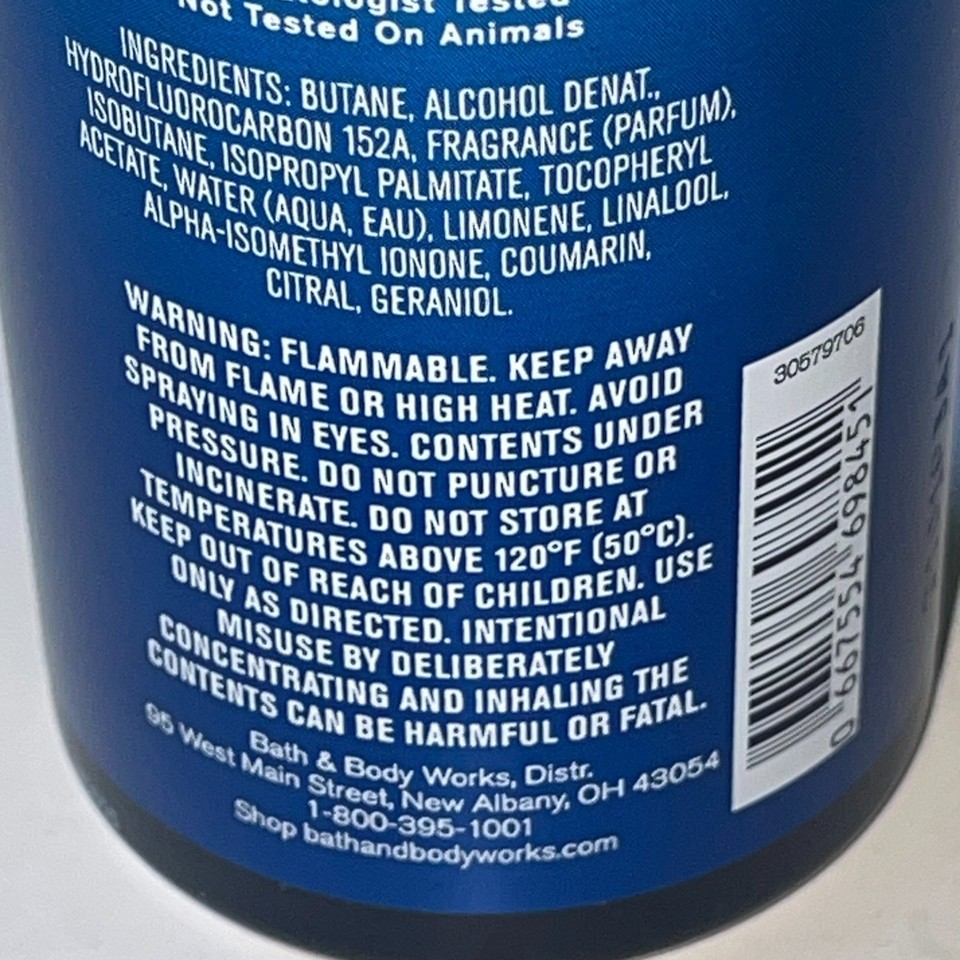 Tested
Not Tested On Animals
INGREDIENTS: BUTANE, ALCOHOL DENAT.,
HYDROFLUOROCARBON 152A, FRAGRANCE (PARFUM),
ISOBUTANE, ISOPROPYL PALMITATE, TOCOPHERYL
ACETATE, WATER (AQUA, EAU), LIMONENE, LINALOOL,
ALPHA-ISOMETHYL IONONE, COUMARIN,
CITRAL, GERANIOL.
WARNING: FLAMMABLE. KEEP AWAY
FROM FLAME OR HIGH HEAT. AVOID
SPRAYING IN EYES. CONTENTS UNDER
PRESSURE. DO NOT PUNCTURE OR
INCINERATE. DO NOT STORE AT
TEMPERATURES ABOVE 120°F (50°C).
KEEP OUT OF REACH OF CHILDREN. USE
ONLY AS DIRECTED. INTENTIONAL
MISUSE BY DELIBERATELY
CONCENTRATING AND INHALING THE
CONTENTS CAN BE HARMFUL OR FATAL.
Bath & Body Works, Distr.
95 West Main Street, New Albany, OH 43054
1-800-395-1001
Shop bathandbodyworks.com
30579706
0 667554 698451